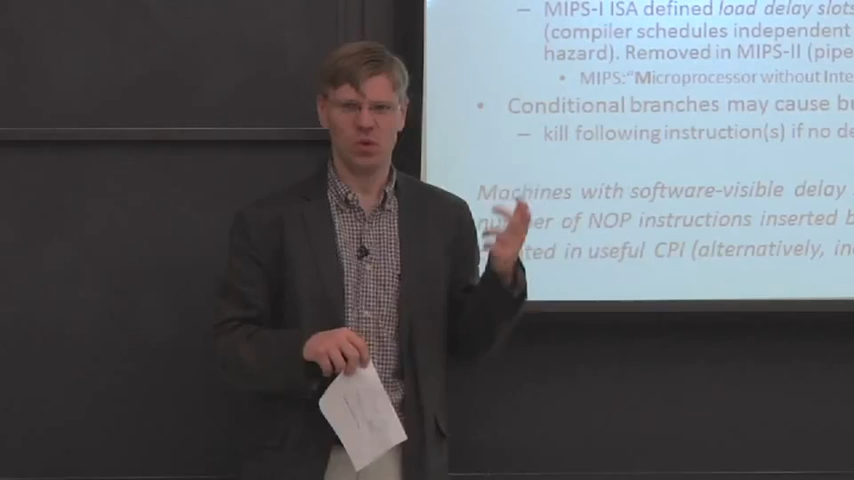 – MIPS-I ISA defined load delay slots
(compiler schedules independent
hazard). Removed in MIPS-II (pipe
• MIPS:"Microprocessor without Inte
• Conditional branches may cause bu
– kill following instruction(s) if no de
Machines with software-visible delay
of NOP instructions inserted b
in useful CPI (alternatively, in